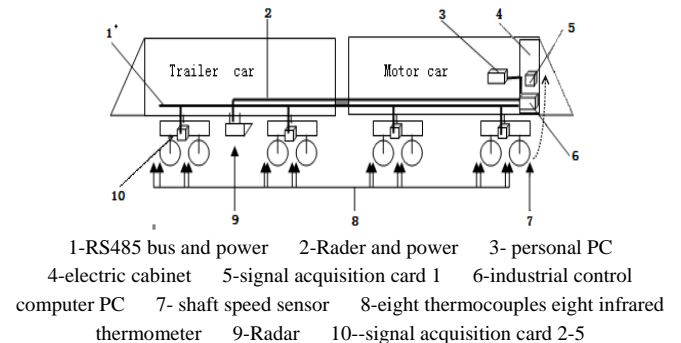 2
3
4
5
1
Trailer car
Motor car
6
10
9
8
7
1-RS485 bus and power 2-Rader and power 3- personal PC
4-electric cabinet 5-signal acquisition card 1 6-industrial control
computer PC 7- shaft speed sensor 8-eight thermocouples eight infrared
thermometer 9-Radar 10--signal acquisition card 2-5